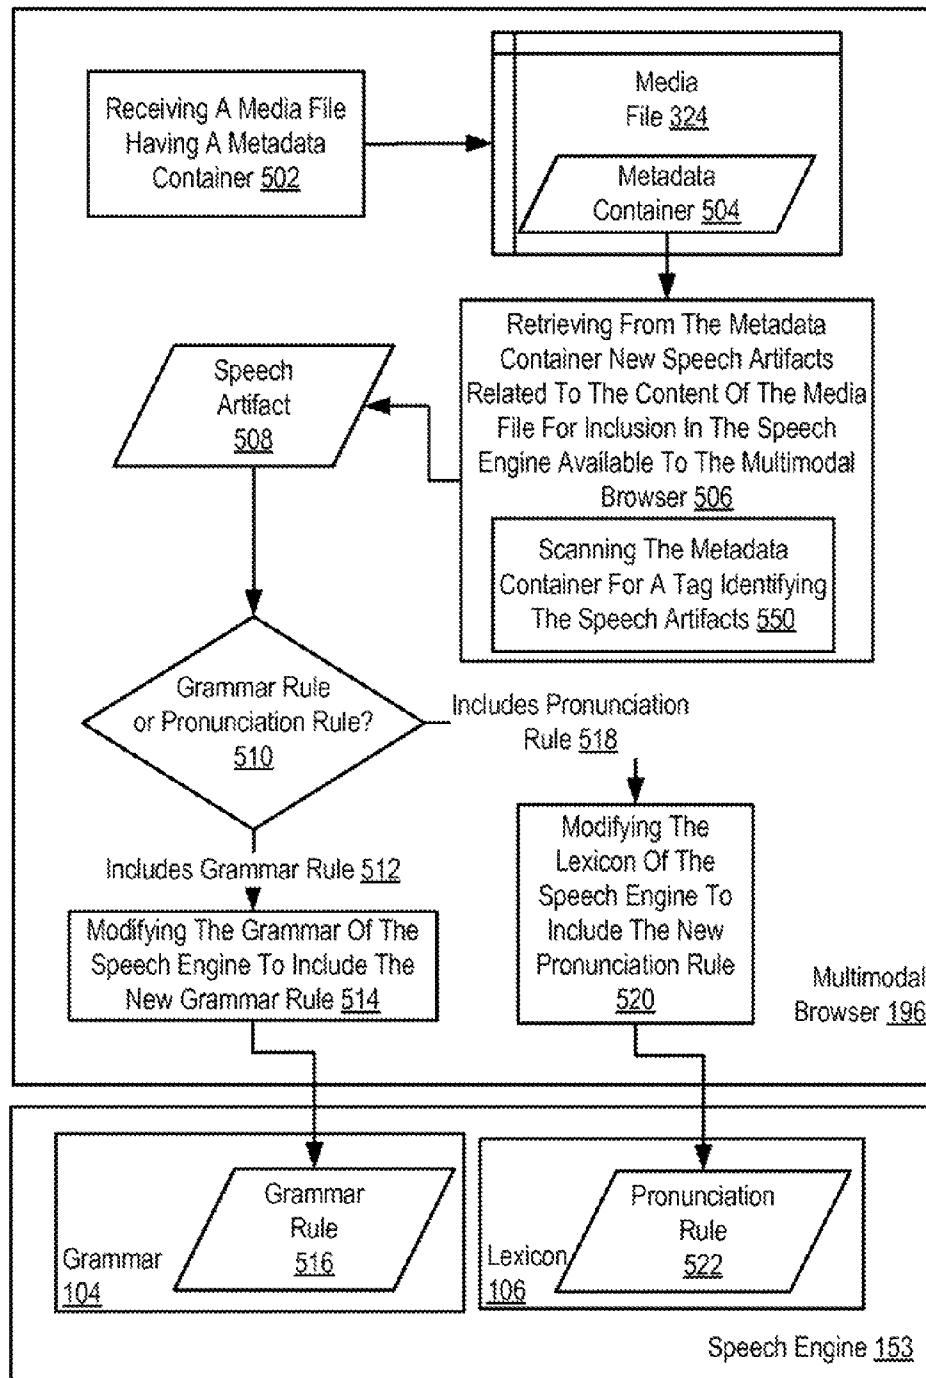 Receiving A Media File
Having A Metadata
Container 502
Media
File 324
Metadata
Container 504
Retrieving From The Metadata
Container New Speech Artifacts
Related To The Content Of The Media
File For Inclusion In The Speech
Engine Available To The Multimodal
Browser 506
Scanning The Metadata
Container For A Tag Identifying
The Speech Artifacts 550
Speech
Artifact
508
Grammar Rule
or Pronunciation Rule?
510
Includes Pronunciation
Rule 518
Includes Grammar Rule 512
Modifying The Grammar Of The
Speech Engine To Include The
New Grammar Rule 514
Modifying The
Lexicon Of The
Speech Engine To
Include The New
Pronunciation Rule
520
Multimodal
Browser 196
Grammar
Rule
516
Grammar
104
Pronunciation
Rule
522
Lexicon
106
Speech Engine 153